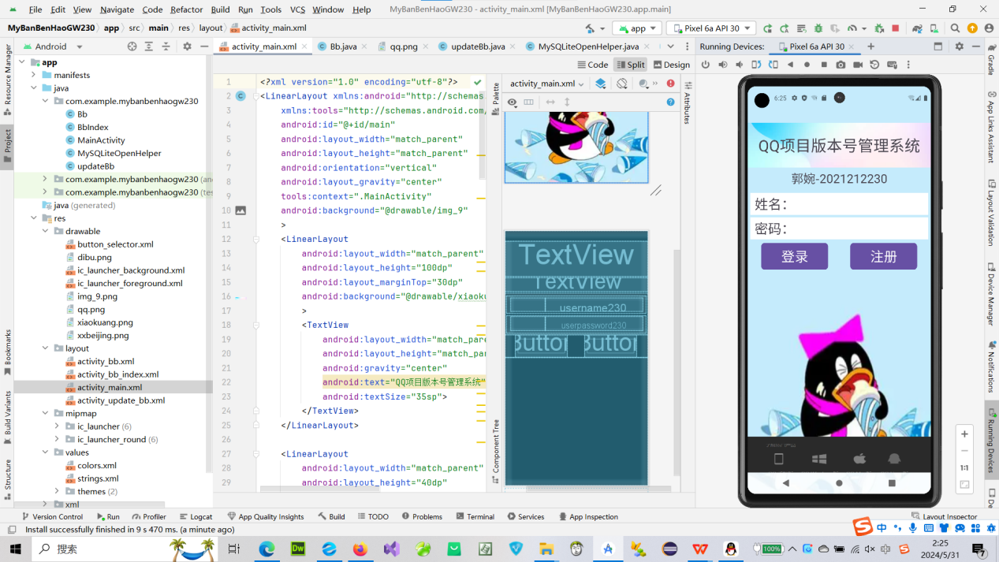 File Edit View Navigate Code Refactor Build Run Tools VCS Window Help MyBanBenHaoGW230 - activity_main.xml [MyBanBenHaoGW230.app.main]
MyBanBenHaoGW230 app src main res layout activity_main.xml app Pixel 6a API 30
Android activity_main.xml Bb.java qq.png updateBb.java MySQLiteOpenHelper.java Running Devices: Pixel 6a API 30
Code Split Design
Resource Manager
Project
Bookmarks
Build Variants
Structure
app
manifests
java
com.example.mybanbenhaogw230
Bb
BbIndex
MainActivity
MySQLiteOpenHelper
updateBb
com.example.mybanbenhaogw230 (an
com.example.mybanbenhaogw230 (tes
java (generated)
res
drawable
button_selector.xml
dibu.png
ic_launcher_background.xml
ic_launcher_foreground.xml
img_9.png
qq.png
xiaokuang.png
xxbeijing.png
layout
activity_bb.xml
activity_bb_index.xml
activity_main.xml
activity_update_bb.xml
mipmap
ic_launcher (6)
ic_launcher_round (6)
values
colors.xml
strings.xml
themes (2)
xml
1 <?xml version="1.0" encoding="utf-8"?>
2 <LinearLayout xmlns:android="http://schemas
3 xmlns:tools="http://schemas.android.com/
4 android:id="@+id/main"
5 android:layout_width="match_parent"
6 android:layout_height="match_parent"
7 android:orientation="vertical"
8 android:layout_gravity="center"
9 tools:context=".MainActivity"
10 android:background="@drawable/img_9"
11 >
12 <LinearLayout
13 android:layout_width="match_parent"
14 android:layout_height="100dp"
15 android:layout_marginTop="30dp"
16 android:background="@drawable/xiaoku
17 >
18 <TextView
19 android:layout_width="match_pare
20 android:layout_height="match_pa
21 android:gravity="center"
22 android:text="QQ项目版本号管理系统"
23 android:textSize="35sp">
24 </TextView>
25 </LinearLayout>
26
27 <LinearLayout
28 android:layout_width="match_parent"
29 android:layout_height="40dp"
Palette
Component Tree
activity_main.xml
Attributes
TextView
TextView
username230
userpassword230
Button Button
6:25
QQ项目版本号管理系统
郭婉-2021212230
姓名:
密码:
登录 注册
1:1
Gradle
App Links Assistant
Layout Validation
Device Manager
Notifications
Running Devices
De
Version Control Run Profiler Logcat App Quality Insights Build TODO Problems Terminal Services App Inspection Layout Inspector
Install successfully finished in 9 s 470 ms. (a minute ago)
中
搜索
Dw
100%
2:25
2024/5/31
7